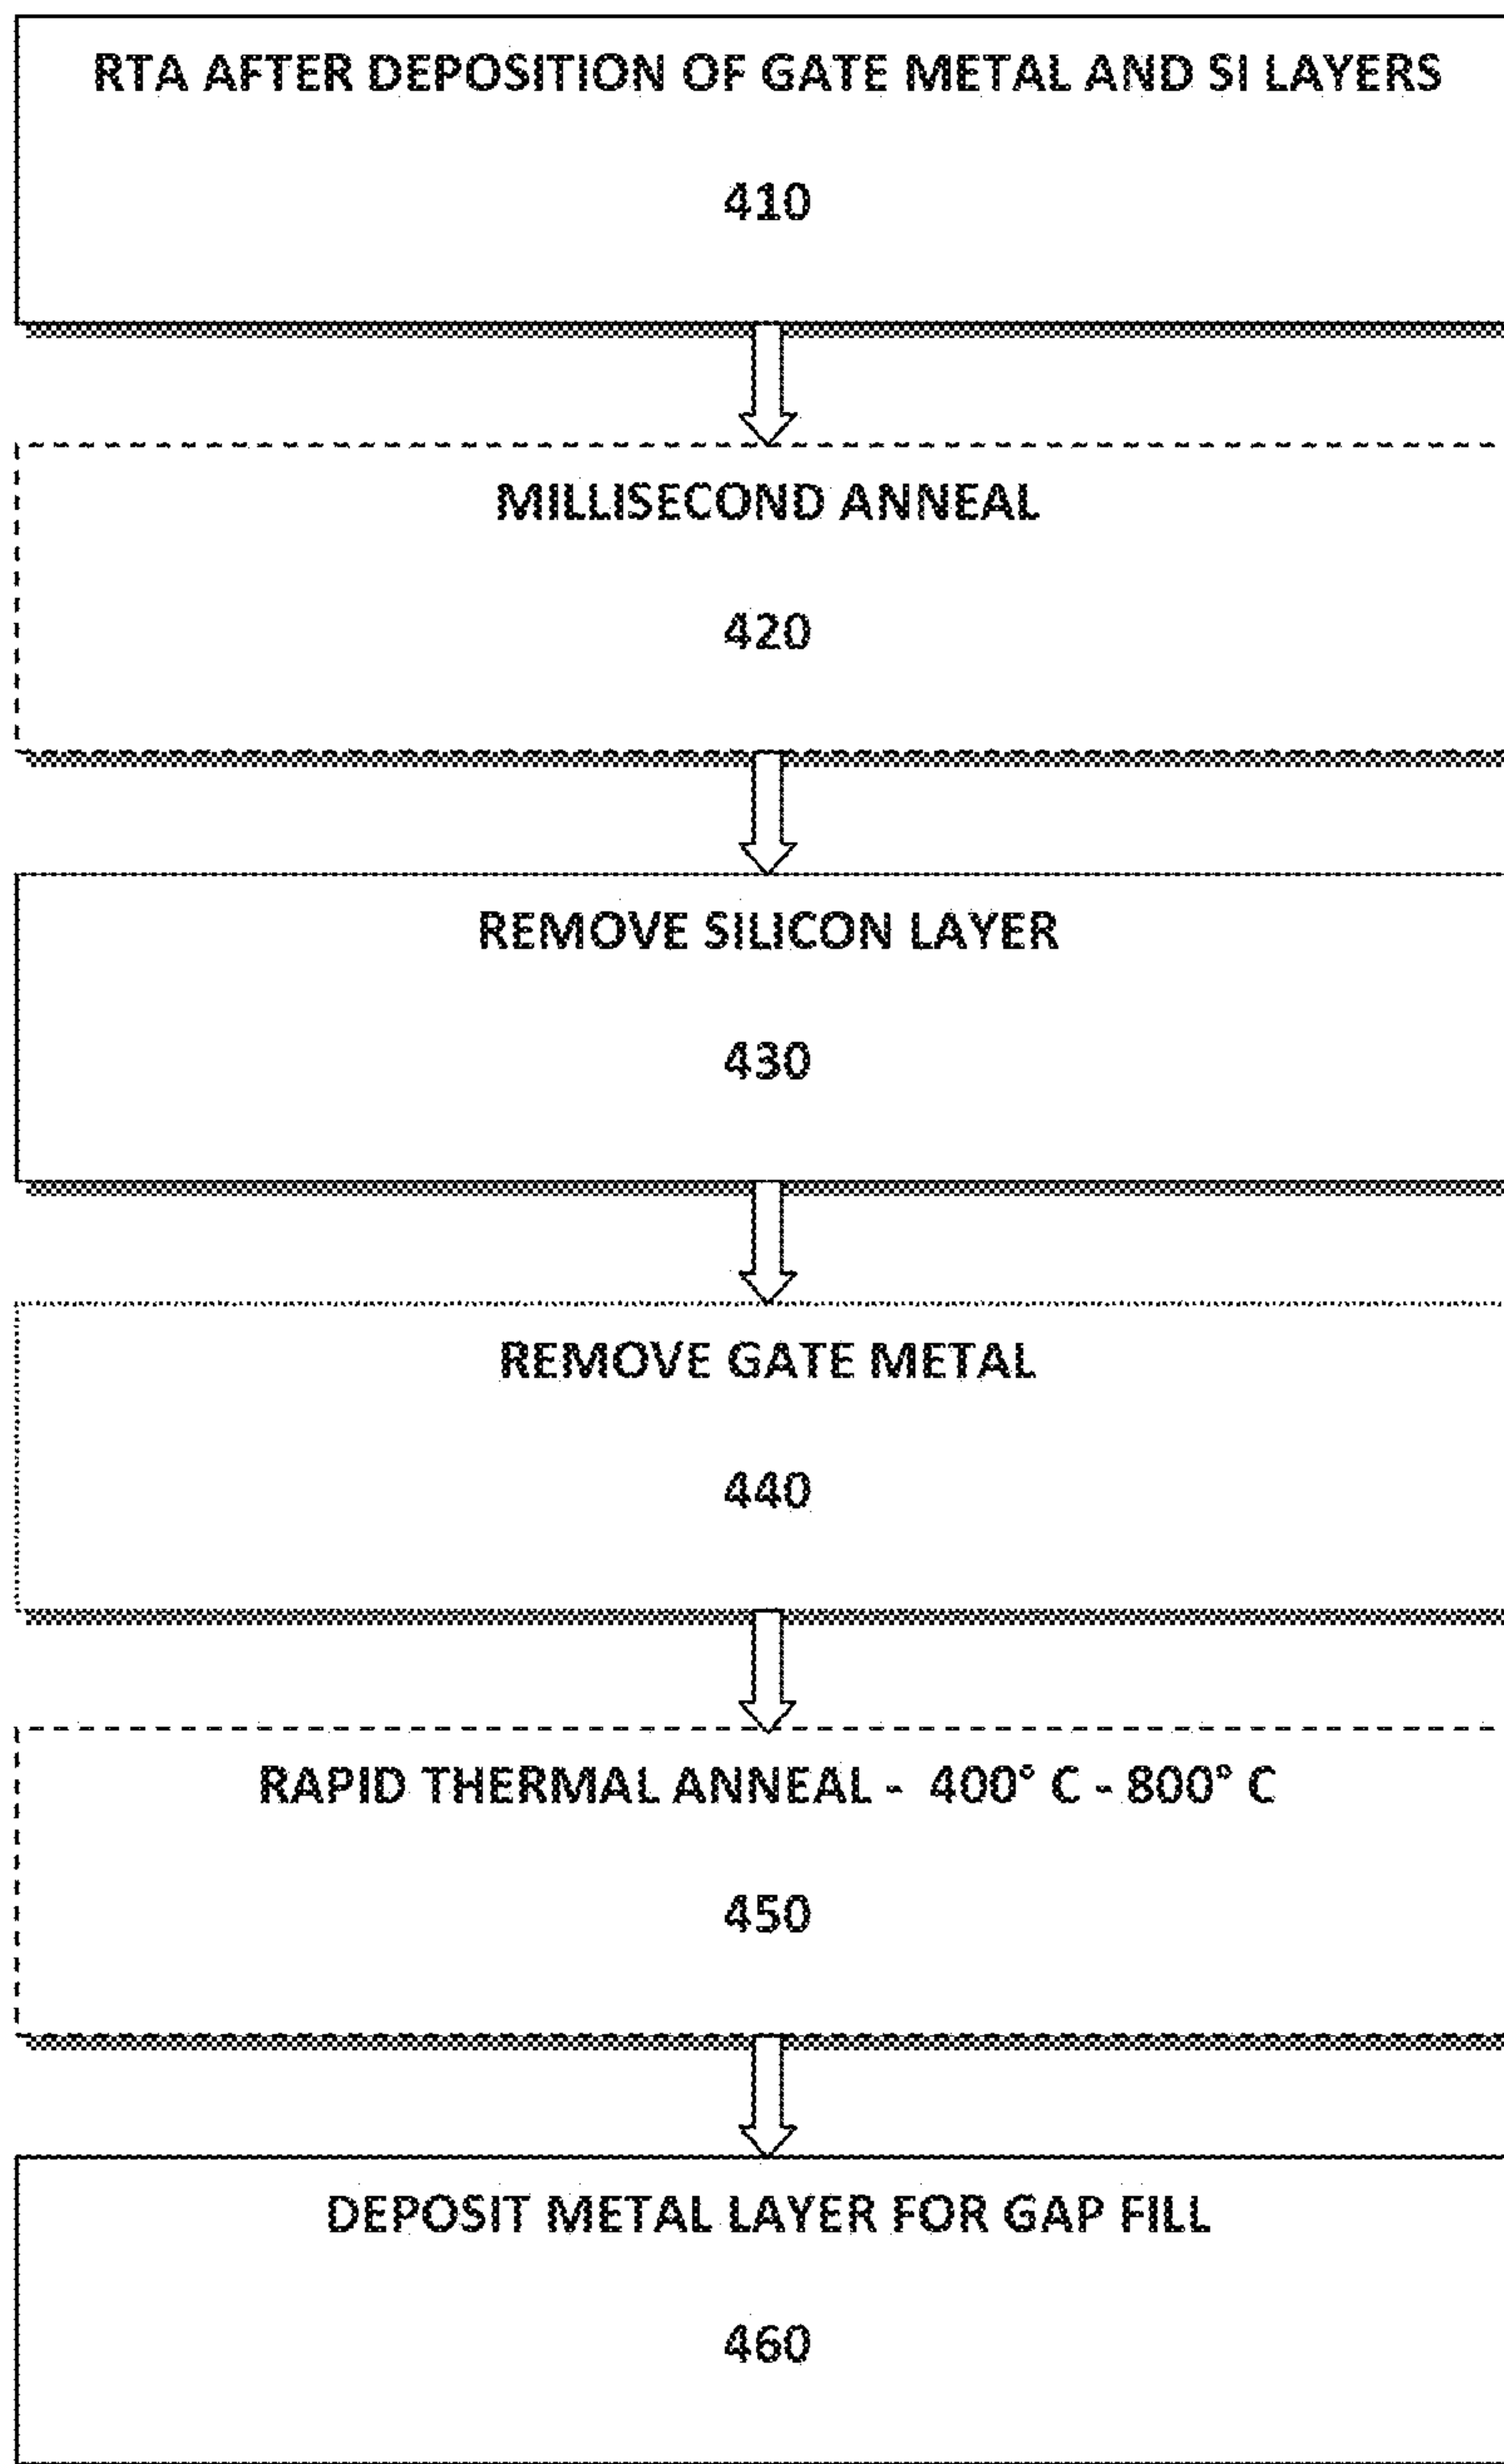 RTA AFTER DEPOSITION OF GATE METAL AND SI LAYERS
410
MILLISECOND ANNEAL
420
REMOVE SILICON LAYER
430
REMOVE GATE METAL
440
RAPID THERMAL ANNEAL - 400° C - 800° C
450
DEPOSIT METAL LAYER FOR GAP FILL
460